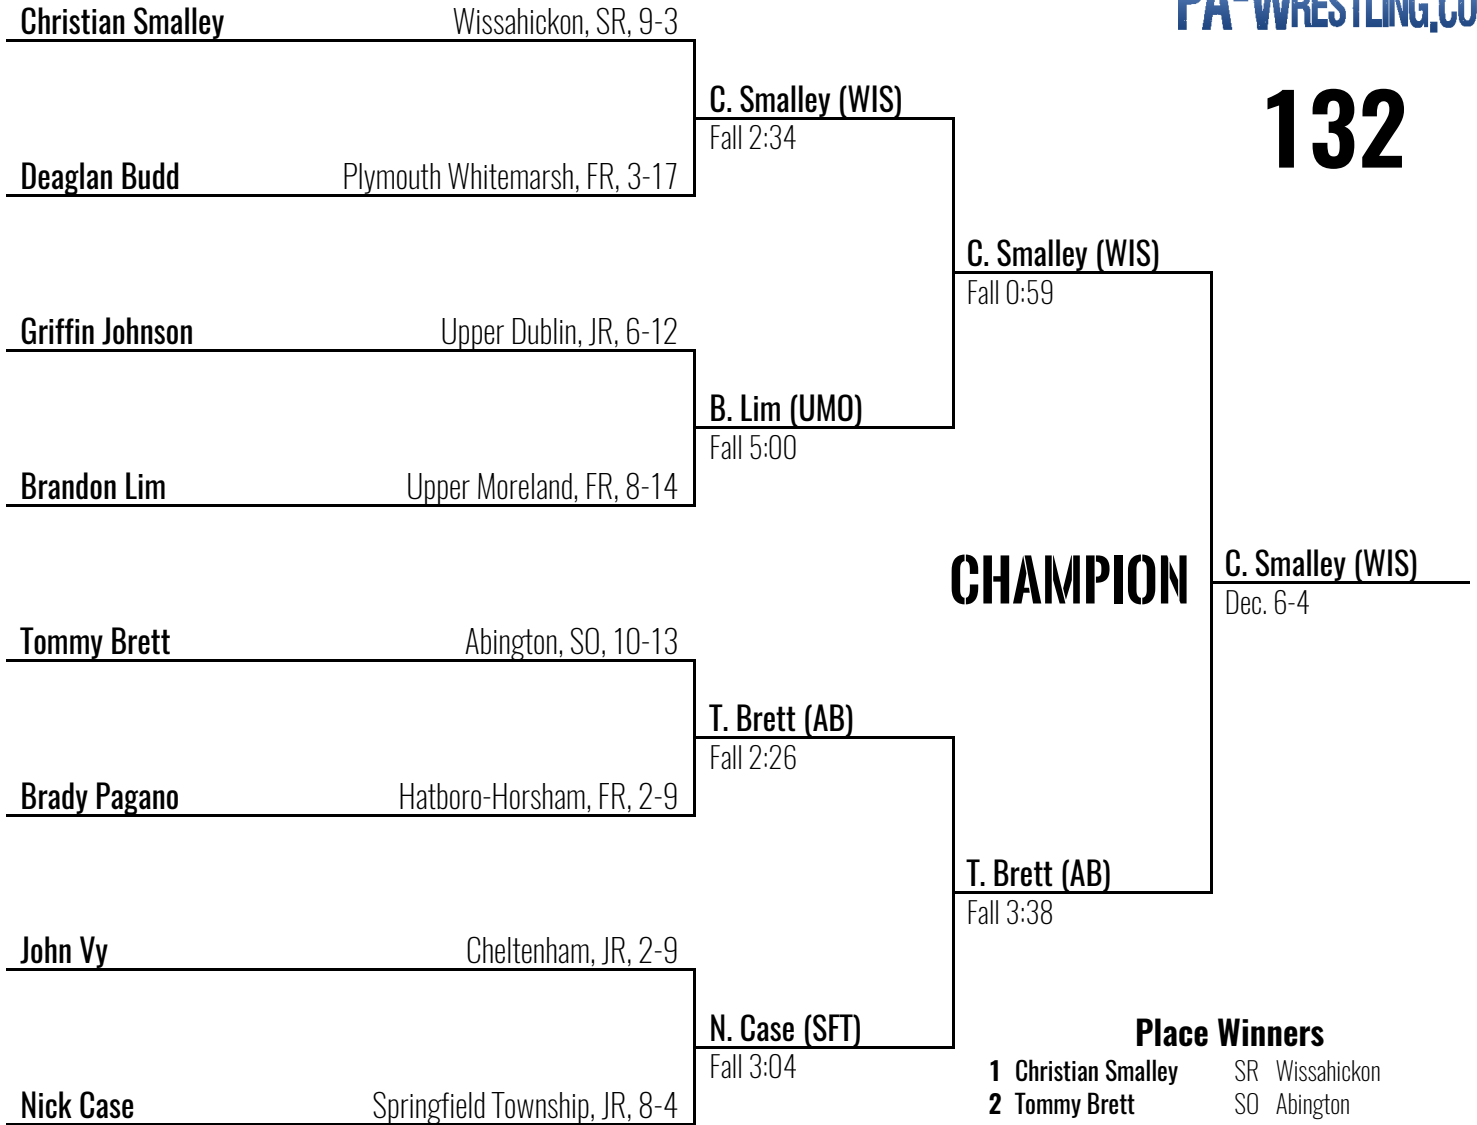 PA-WRESTLING.CO
132
Christian Smalley Wissahickon, SR, 9-3
C. Smalley (WIS)
Fall 2:34
Deaglan Budd Plymouth Whitemarsh, FR, 3-17
C. Smalley (WIS)
Fall 0:59
Griffin Johnson Upper Dublin, JR, 6-12
B. Lim (UMO)
Fall 5:00
Brandon Lim Upper Moreland, FR, 8-14
CHAMPION
C. Smalley (WIS)
Dec. 6-4
Tommy Brett Abington, SO, 10-13
T. Brett (AB)
Fall 2:26
Brady Pagano Hatboro-Horsham, FR, 2-9
T. Brett (AB)
Fall 3:38
John Vy Cheltenham, JR, 2-9
N. Case (SFT)
Fall 3:04
Nick Case Springfield Township, JR, 8-4
Place Winners
1 Christian Smalley SR Wissahickon
2 Tommy Brett SO Abington